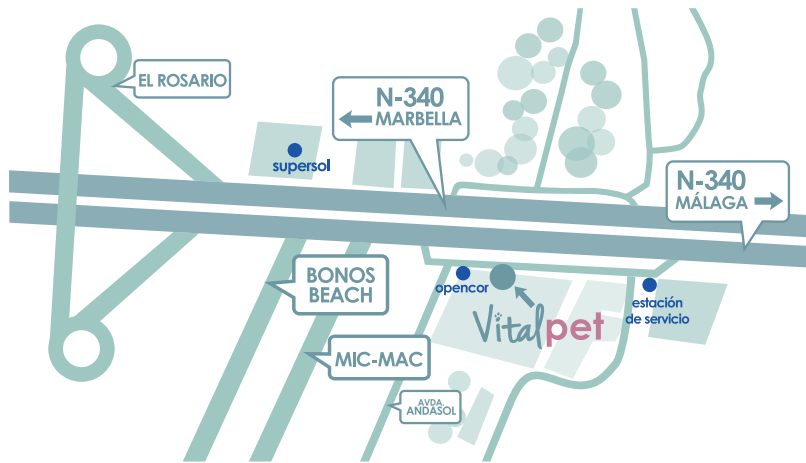 EL ROSARIO
N-340
MARBELLA
supersol
N-340
MÁLAGA
BONOS
BEACH
opencor
estación
de servicio
Vitalpet
MIC-MAC
AVDA.
ANDASOL